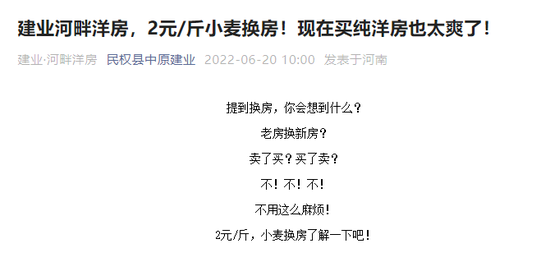 建业河畔洋房，2元/斤小麦换房！现在买纯洋房也太爽了！
建业·河畔洋房 民权县中原建业 2022-06-20 10:00 发表于河南
提到换房，你会想到什么？
老房换新房？
卖了买？买了卖？
不！不！不！
不用这么麻烦！
2元/斤，小麦换房了解一下吧！